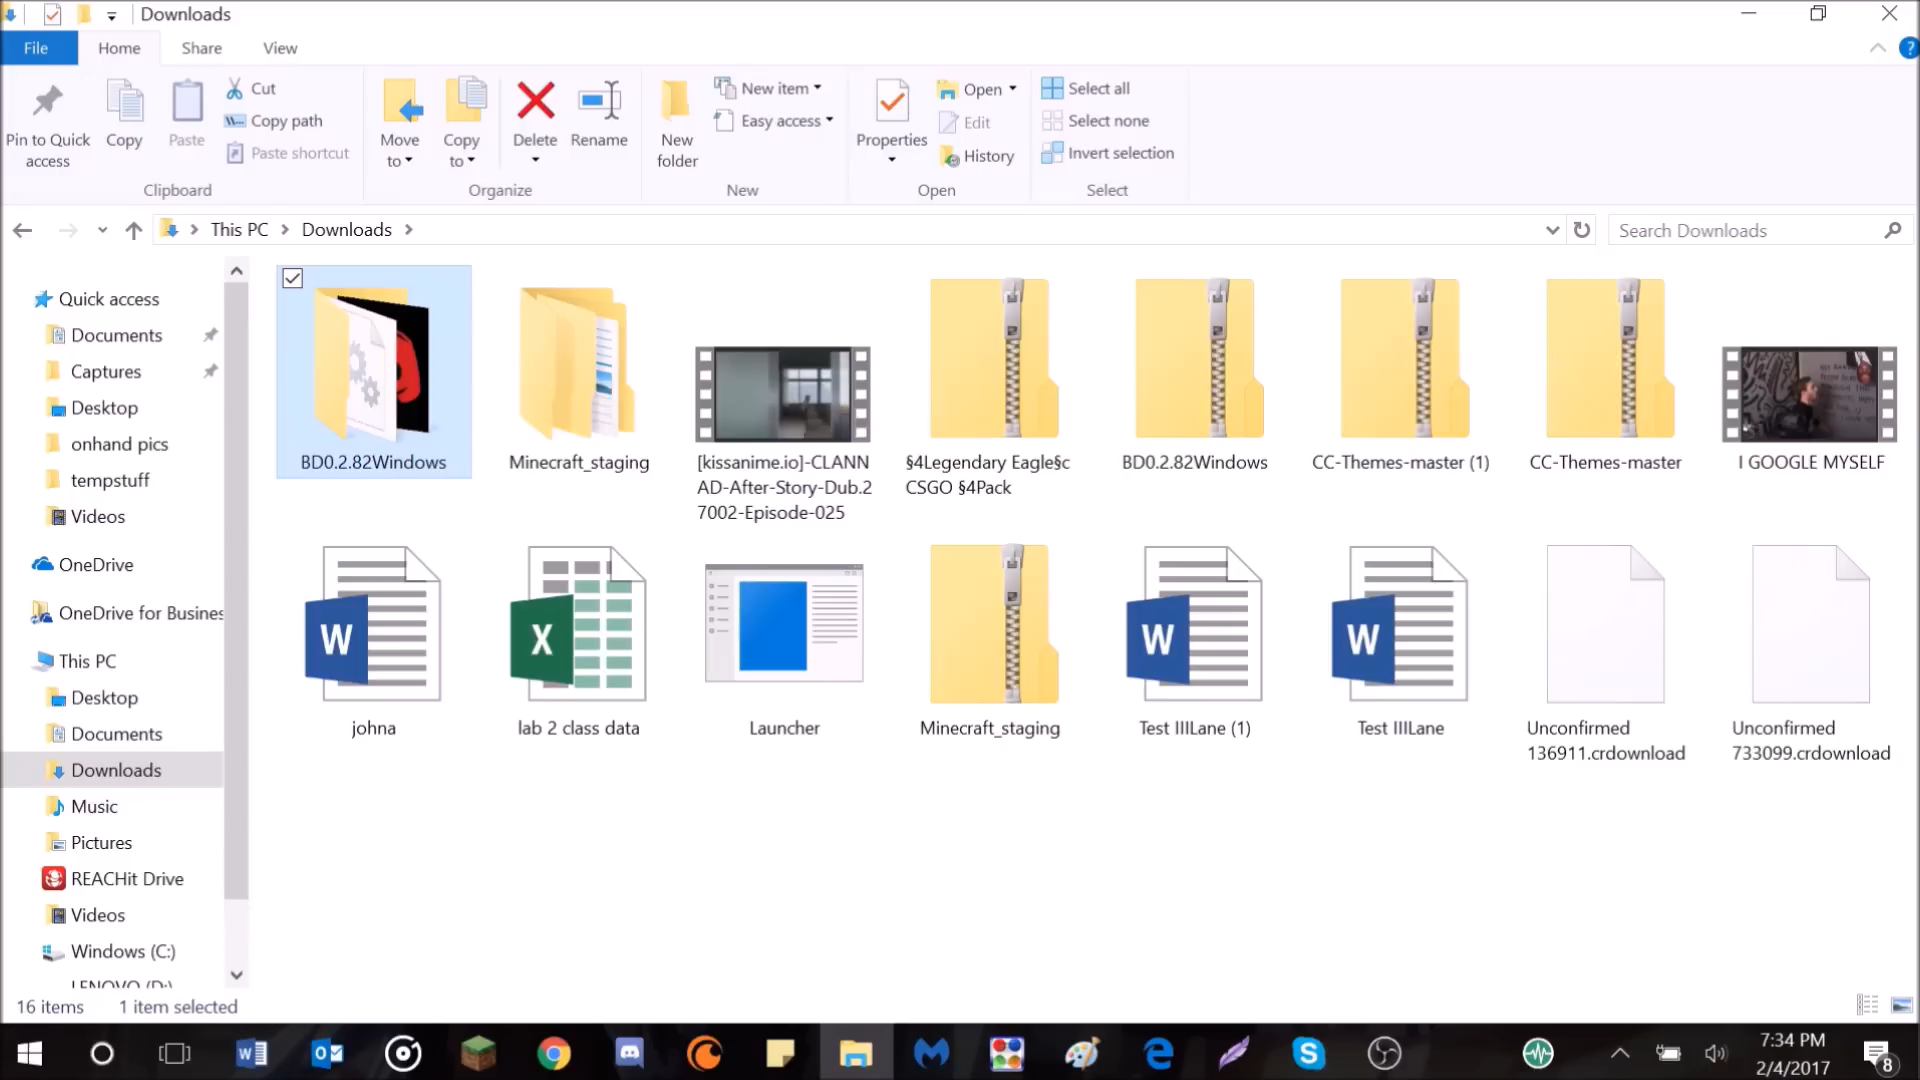 Downloads
File Home Share View
Pin to Quick access
Copy
Paste
Cut
Copy path
Paste shortcut
Clipboard
Move to
Copy to
Delete
Rename
Organize
New folder
New item
Easy access
New
Properties
Open
Edit
History
Open
Select all
Select none
Invert selection
Select
This PC Downloads
Search Downloads
Quick access
Documents
Captures
Desktop
onhand pics
tempstuff
Videos
OneDrive
OneDrive for Busines
This PC
Desktop
Documents
Downloads
Music
Pictures
REACHit Drive
Videos
Windows (C:)
LENOVO (D:)
BD0.2.82Windows
Minecraft_staging
[kissanime.io]-CLANN
AD-After-Story-Dub.2
7002-Episode-025
§4Legendary Eagle§c
CSGO §4Pack
BD0.2.82Windows
CC-Themes-master (1)
CC-Themes-master
I GOOGLE MYSELF
johna
lab 2 class data
Launcher
Minecraft_staging
Test IIILane (1)
Test IIILane
Unconfirmed
136911.crdownload
Unconfirmed
733099.crdownload
16 items 1 item selected
7:34 PM
2/4/2017
8